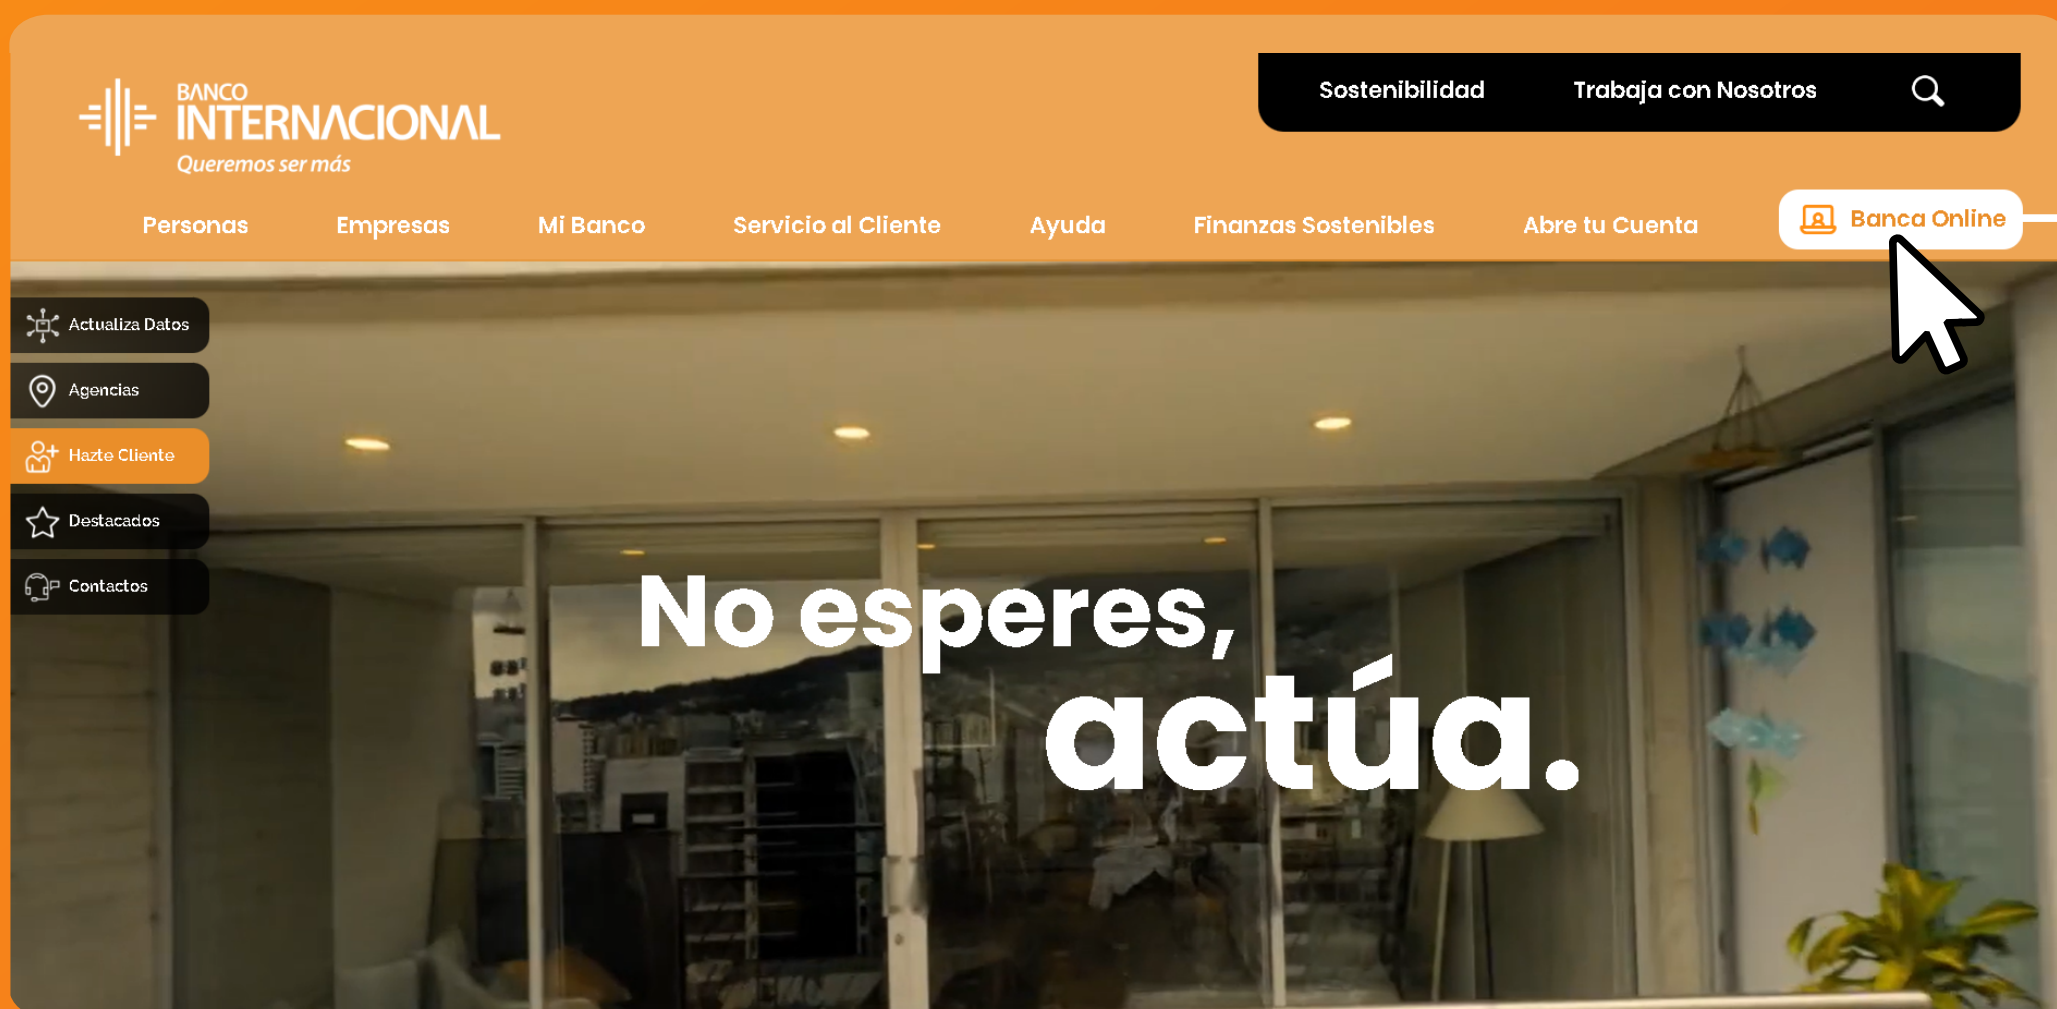 Sostenibilidad Trabaja con Nosotros
BANCO
INTERNACIONAL
Queremos ser más
Personas Empresas Mi Banco Servicio al Cliente Ayuda Finanzas Sostenibles Abre tu Cuenta Banca Online
Actualiza Datos
Agencias
Hazte Cliente
Destacados
Contactos
No esperes,
actúa.